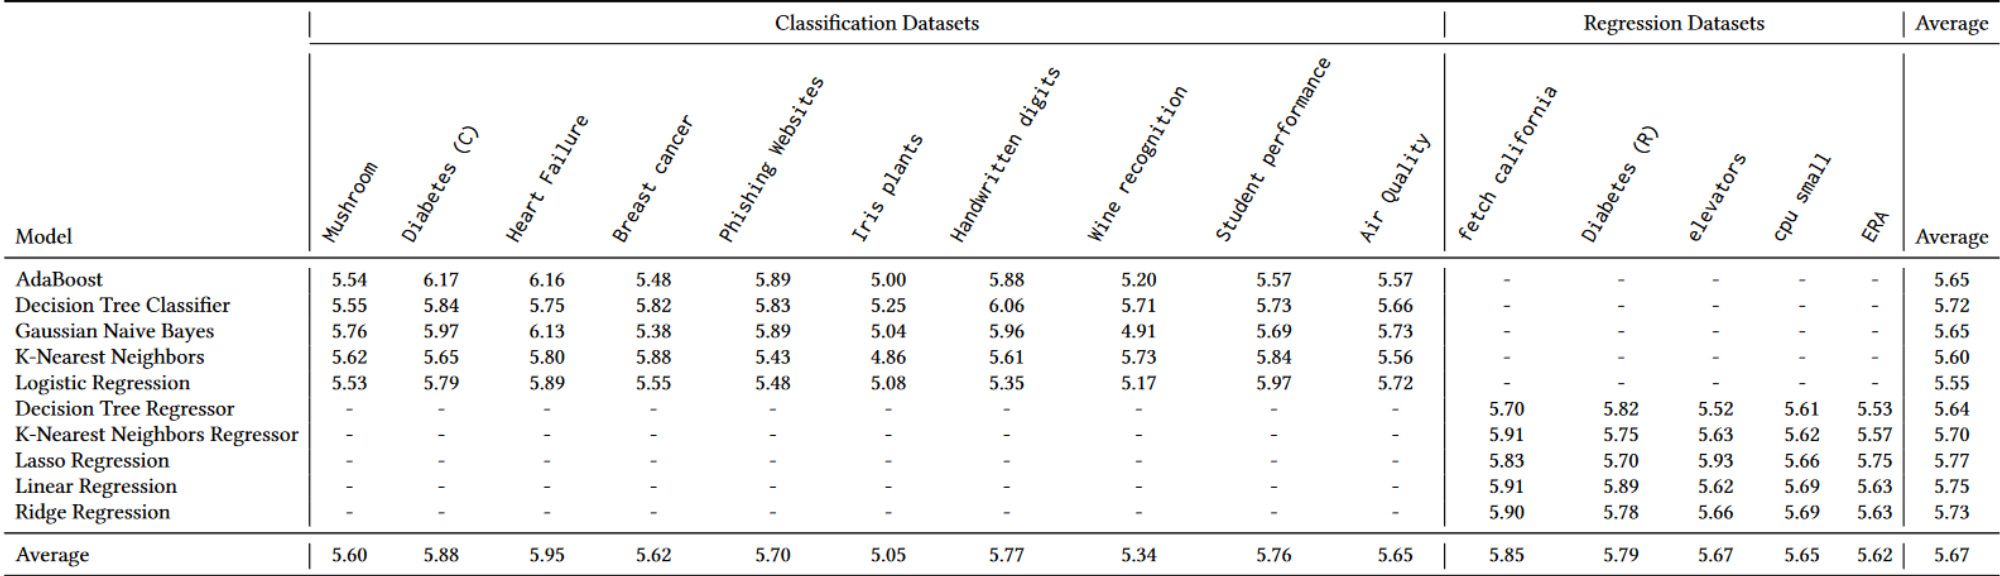 Classification Datasets Regression Datasets Average
Model Mushroom Diabetes (C) Heart Failure Breast cancer Phishing Websites Iris plants Handwritten digits Wine recognition Student performance Air Quality fetch california Diabetes (R) elevators cpu small ERA Average
AdaBoost 5.54 6.17 6.16 5.48 5.89 5.00 5.88 5.20 5.57 5.57 - - - - - 5.65
Decision Tree Classifier 5.55 5.84 5.75 5.82 5.83 5.25 6.06 5.71 5.73 5.66 - - - - - 5.72
Gaussian Naive Bayes 5.76 5.97 6.13 5.38 5.89 5.04 5.96 4.91 5.69 5.73 - - - - - 5.65
K-Nearest Neighbors 5.62 5.65 5.80 5.88 5.43 4.86 5.61 5.73 5.84 5.56 - - - - - 5.60
Logistic Regression 5.53 5.79 5.89 5.55 5.48 5.08 5.35 5.17 5.97 5.72 - - - - - 5.55
Decision Tree Regressor - - - - - - - - - - 5.70 5.82 5.52 5.61 5.53 5.64
K-Nearest Neighbors Regressor - - - - - - - - - - 5.91 5.75 5.63 5.62 5.57 5.70
Lasso Regression - - - - - - - - - - 5.83 5.70 5.93 5.66 5.75 5.77
Linear Regression - - - - - - - - - - 5.91 5.89 5.62 5.69 5.63 5.75
Ridge Regression - - - - - - - - - - 5.90 5.78 5.66 5.69 5.63 5.73
Average 5.60 5.88 5.95 5.62 5.70 5.05 5.77 5.34 5.76 5.65 5.85 5.79 5.67 5.65 5.62 5.67